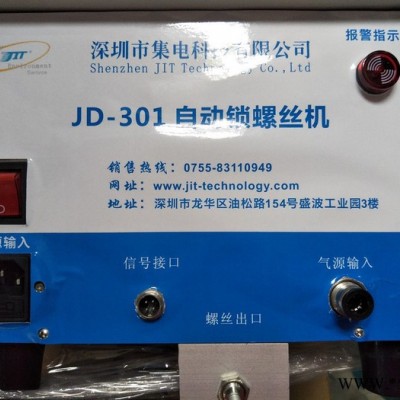 深圳市集电科技有限公司
报警指示
JIT
Shenzhen JIT Technology Co., Ltd
JD-301 自动锁螺丝机
销售热线: 0755-83110949
网址: www.jit-technology.com
地址: 深圳市龙华区油松路154号盛波工业园3楼
源输入
信号接口
气源输入
螺丝出口